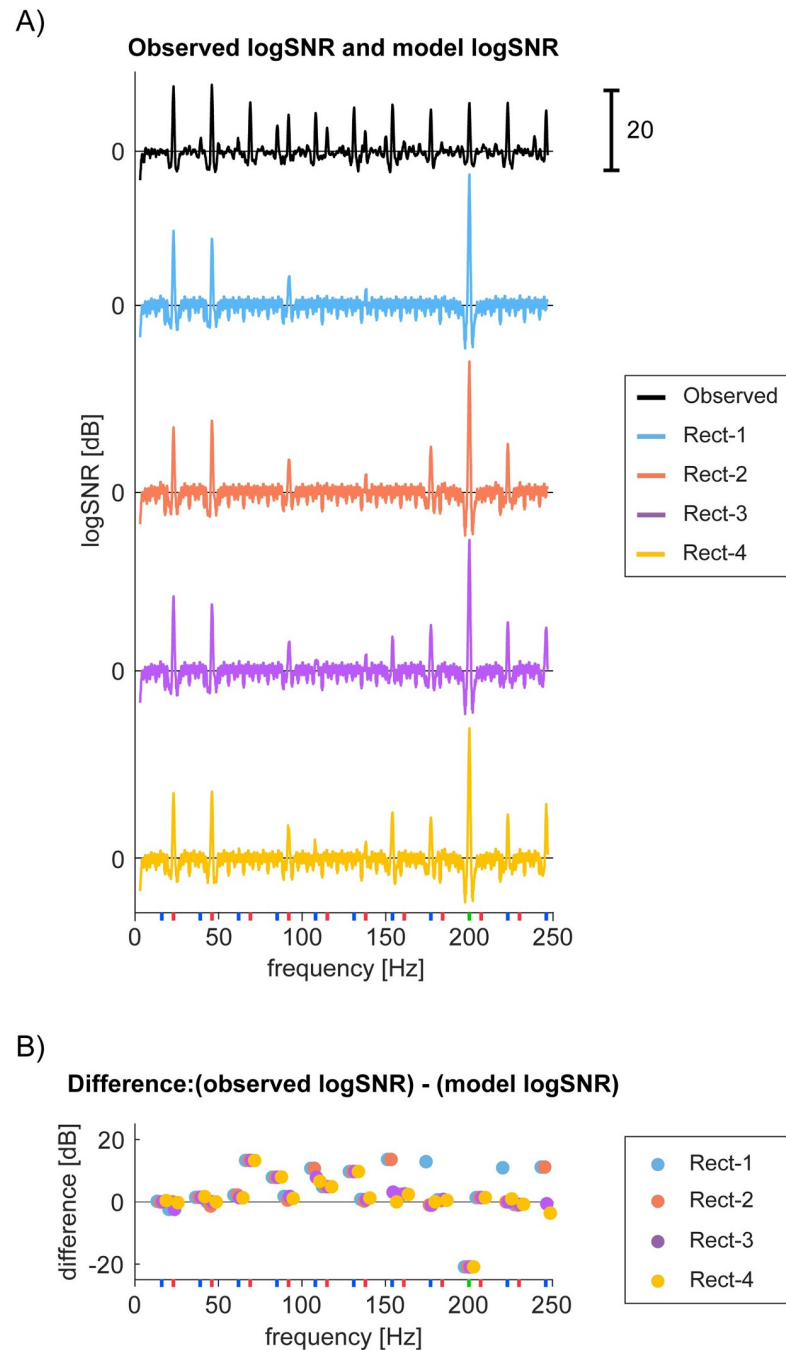 A)
Observed logSNR and model logSNR
20
0
0
0
0
0
logSNR [dB]
Observed
Rect-1
Rect-2
Rect-3
Rect-4
0 50 100 150 200 250
frequency [Hz]
B)
Difference:(observed logSNR) - (model logSNR)
20
0
-20
difference [dB]
Rect-1
Rect-2
Rect-3
Rect-4
0 50 100 150 200 250
frequency [Hz]